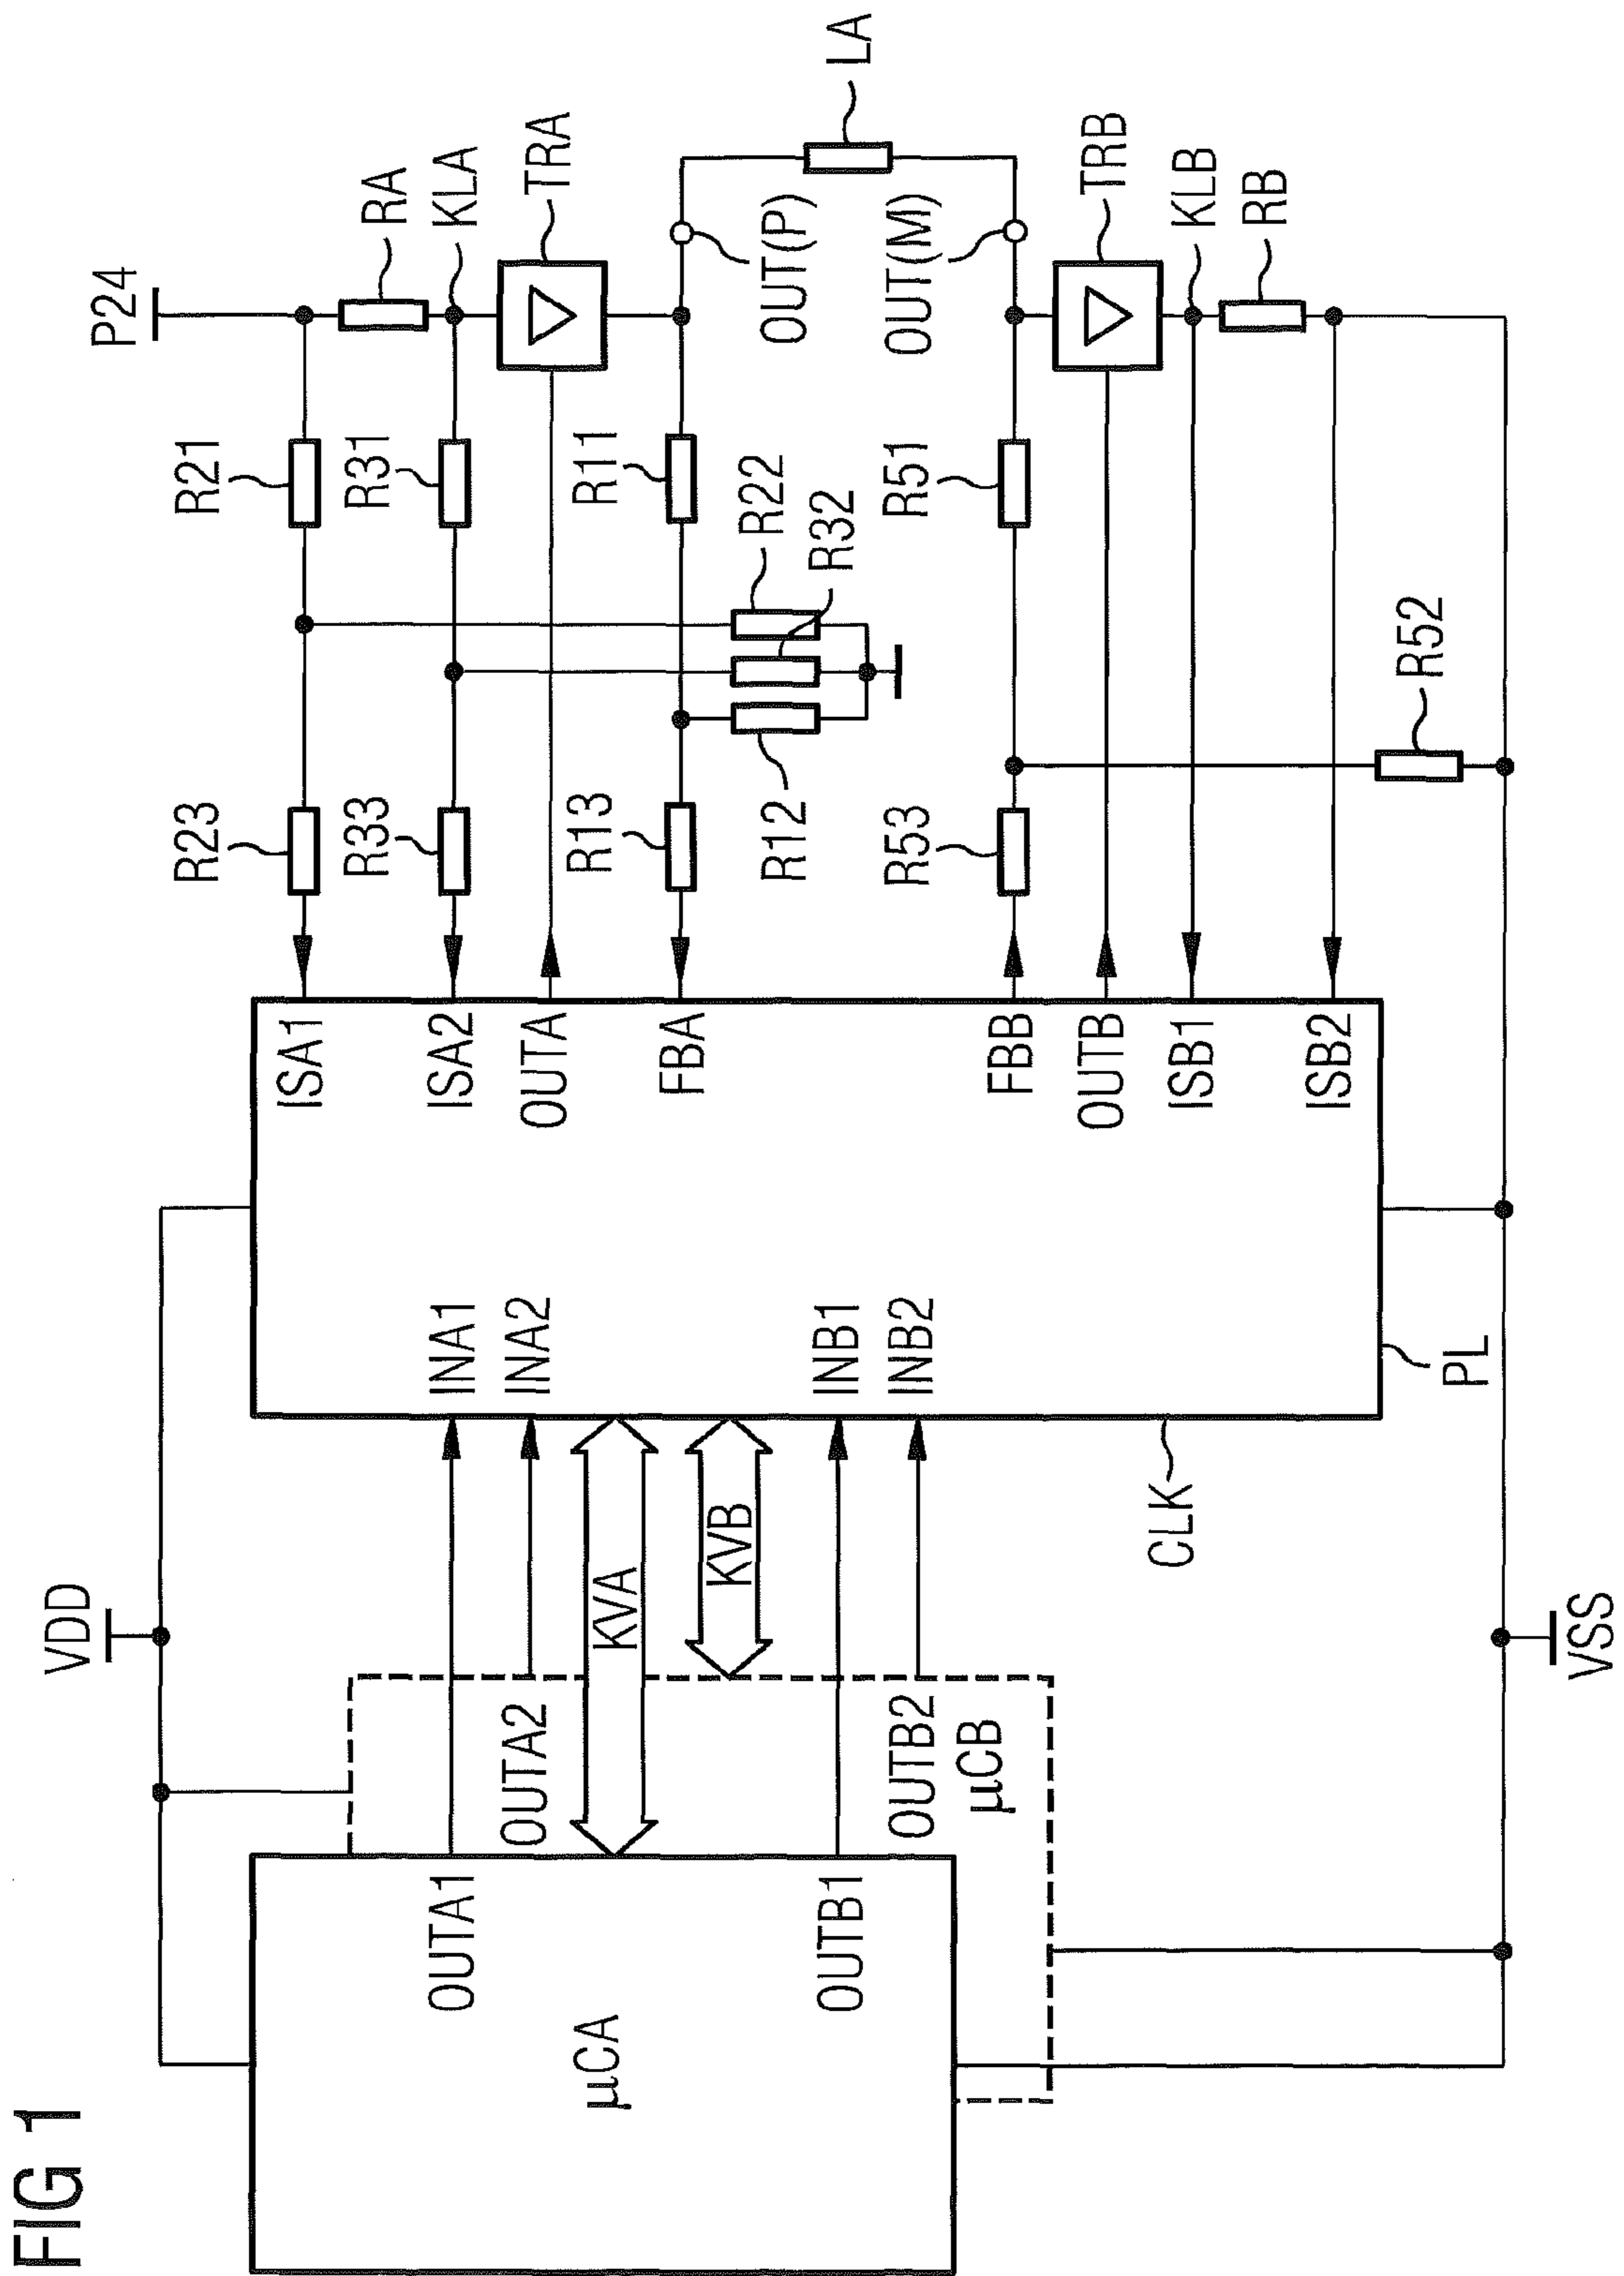 FIG 1
VDD
P24
R23
R21
RA
R33
R31
KLA
TRA
R13
R11
R12
R22
R32
OUT(P)
LA
OUT(M)
R53
R51
TRB
KLB
RB
R52
ISA1
ISA2
OUTA
FBA
FBB
OUTB
ISB1
ISB2
INA1
INA2
INB1
INB2
KVA
KVB
OUTA1
OUTA2
OUTB1
OUTB2
µCA
µCB
CLK
PL
VSS